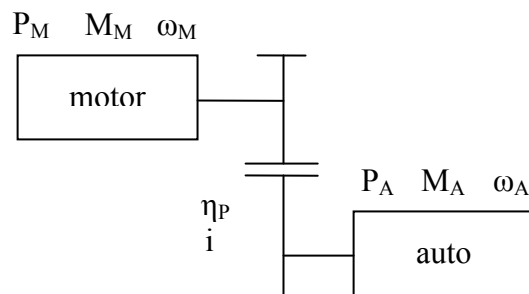 P_M M_M ω_M
motor
P_A M_A ω_A
η_P
i
auto